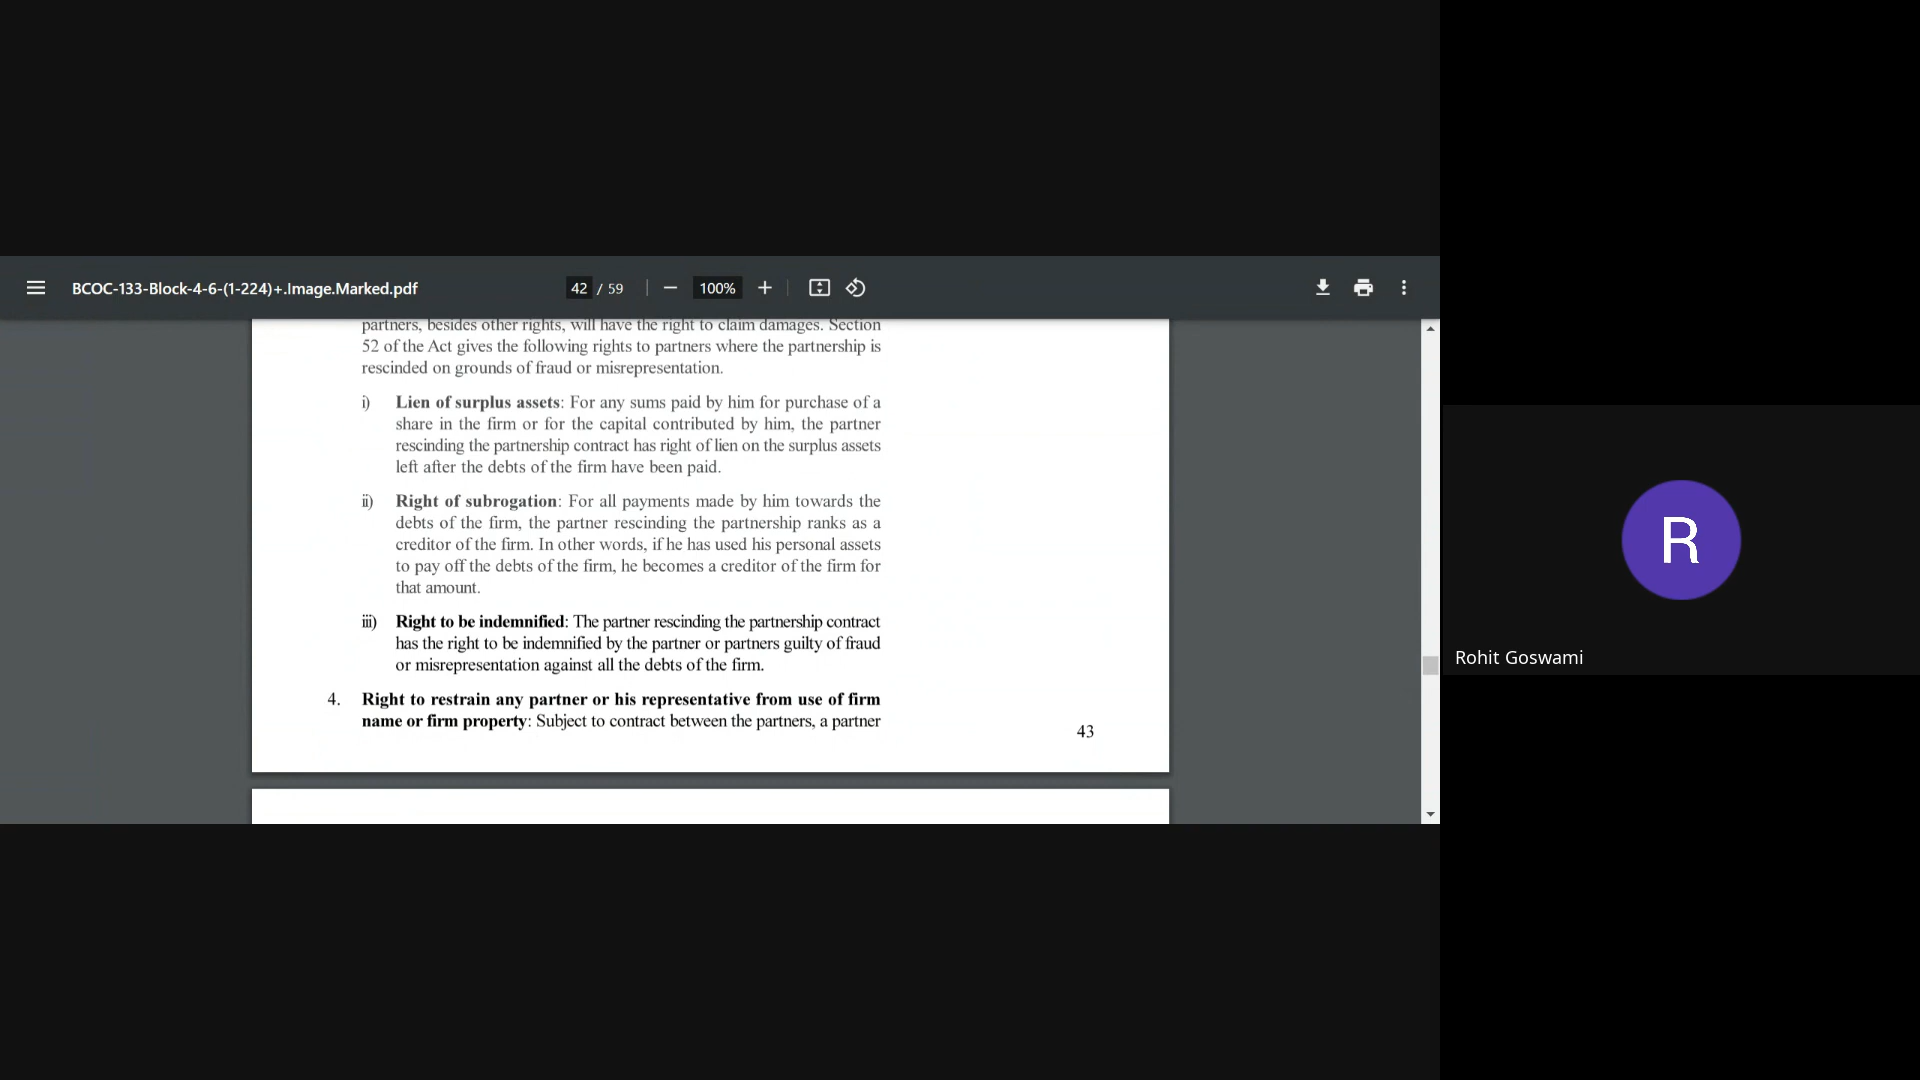 BCOC-133-Block-4-6-(1-224)+.Image.Marked.pdf
42 / 59
100%
partners, besides other rights, will have the right to claim damages. Section
52 of the Act gives the following rights to partners where the partnership is
rescinded on grounds of fraud or misrepresentation.
i) Lien of surplus assets: For any sums paid by him for purchase of a
share in the firm or for the capital contributed by him, the partner
rescinding the partnership contract has right of lien on the surplus assets
left after the debts of the firm have been paid.
ii) Right of subrogation: For all payments made by him towards the
debts of the firm, the partner rescinding the partnership ranks as a
creditor of the firm. In other words, if he has used his personal assets
to pay off the debts of the firm, he becomes a creditor of the firm for
that amount.
iii) Right to be indemnified: The partner rescinding the partnership contract
has the right to be indemnified by the partner or partners guilty of fraud
or misrepresentation against all the debts of the firm.
4. Right to restrain any partner or his representative from use of firm
name or firm property: Subject to contract between the partners, a partner
43
R
Rohit Goswami